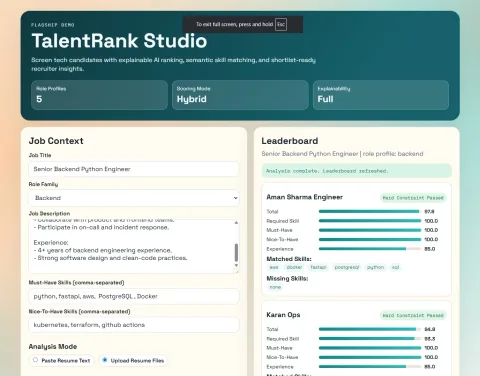 To exit full screen, press and hold Esc
FLAGSHIP DEMO
TalentRank Studio
Screen tech candidates with explainable AI ranking, semantic skill matching, and shortlist-ready
recruiter insights.
Role Profiles
5
Scoring Mode
Hybrid
Explainability
Full
Job Context
Job Title
Senior Backend Python Engineer
Role Family
Backend
Job Description
- Collaborate with product and frontend teams.
- Participate in on-call and incident response.
Experience:
- 4+ years of backend engineering experience.
- Strong software design and clean-code practices.
Must-Have Skills (comma-separated)
python, fastapi, aws, PostgreSQL, Docker
Nice-To-Have Skills (comma-separated)
kubernetes, terraform, github actions
Analysis Mode
Paste Resume Text
Upload Resume Files
Leaderboard
Senior Backend Python Engineer | role profile: backend
Analysis complete. Leaderboard refreshed.
Aman Sharma Engineer
Hard Constraint Passed
Total 97.8
Required Skill 100.0
Must-Have 100.0
Nice-To-Have 100.0
Experience 85.0
Matched Skills:
aws docker fastapi postgresql python sql
Missing Skills:
none
Karan Ops
Hard Constraint Passed
Total 94.8
Required Skill 93.3
Must-Have 100.0
Nice-To-Have 100.0
Experience 85.0